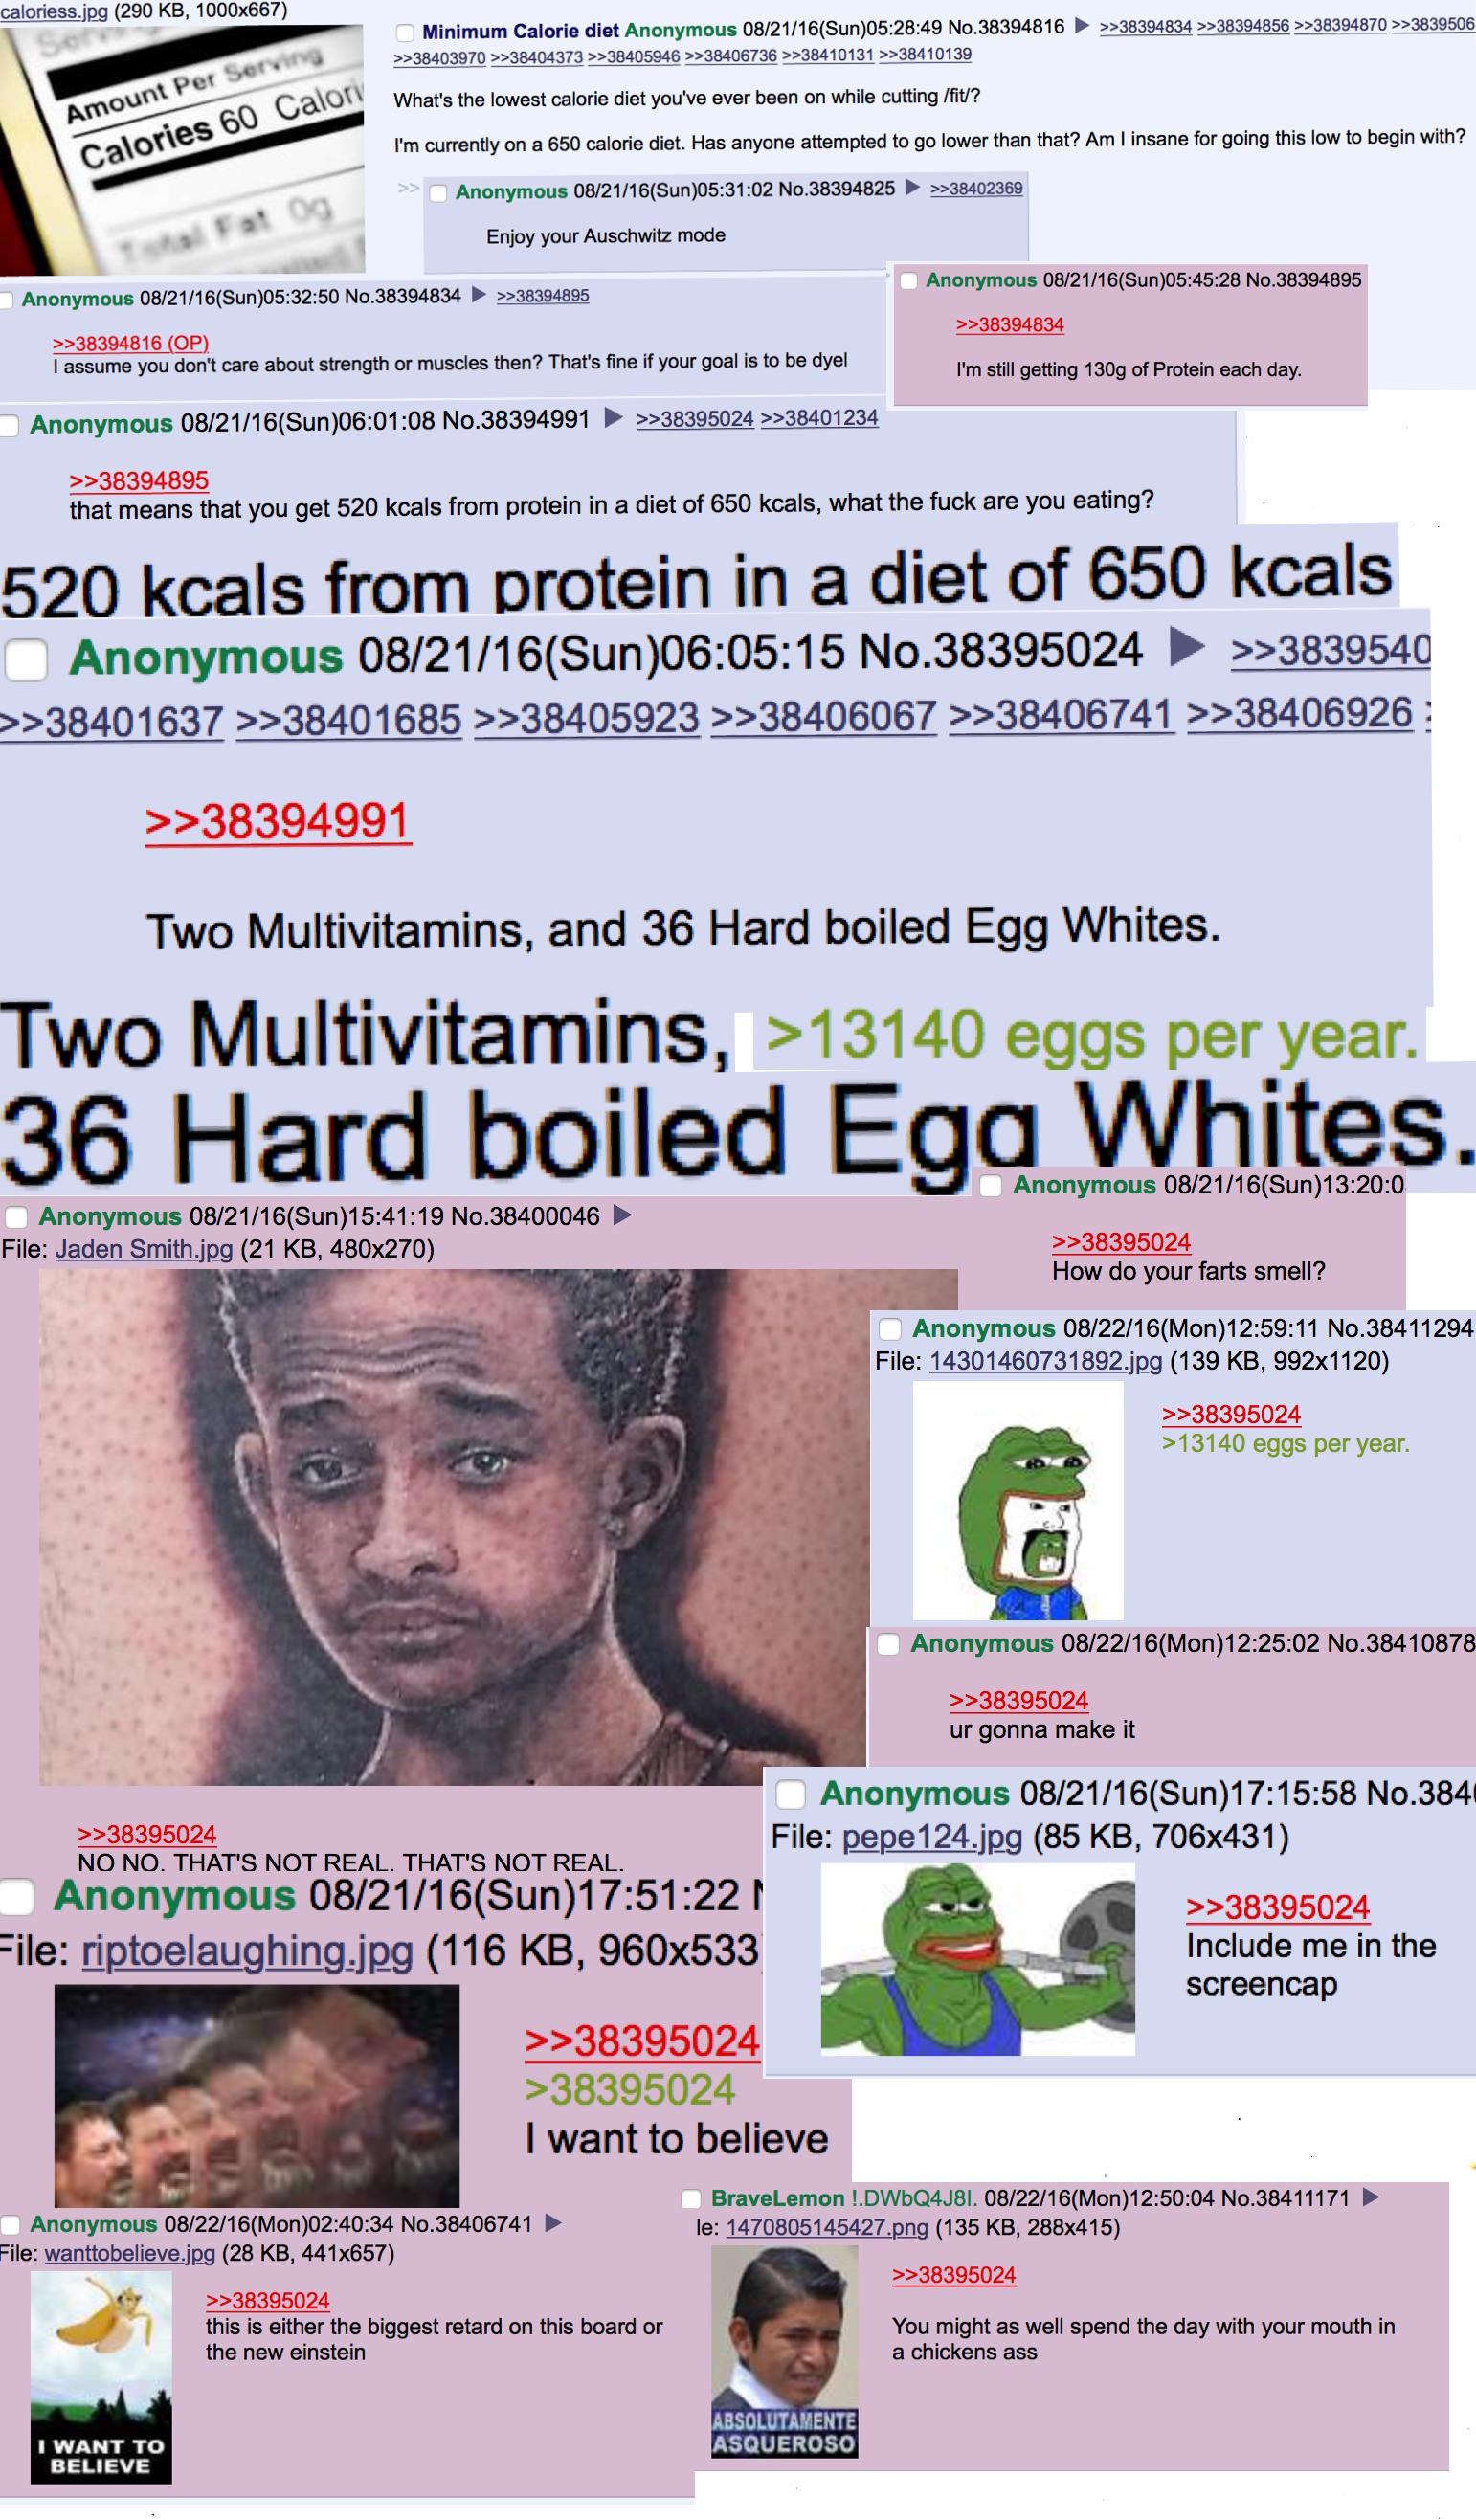 caloriess.jpg (290 KB, 1000x667)
Amount Per Serving
Calories 60 Calori
Total Fat 0g
Minimum Calorie diet Anonymous 08/21/16(Sun)05:28:49 No.38394816 ▶ >>38394834 >>38394856 >>38394870 >>3839506
>>38403970 >>38404373 >>38405946 >>38406736 >>38410131 >>38410139
What's the lowest calorie diet you've ever been on while cutting /fit/?
I'm currently on a 650 calorie diet. Has anyone attempted to go lower than that? Am I insane for going this low to begin with?
>> Anonymous 08/21/16(Sun)05:31:02 No.38394825 ▶ >>38402369
Enjoy your Auschwitz mode
Anonymous 08/21/16(Sun)05:32:50 No.38394834 ▶ >>38394895
>>38394816 (OP)
I assume you don't care about strength or muscles then? That's fine if your goal is to be dyel
Anonymous 08/21/16(Sun)05:45:28 No.38394895
>>38394834
I'm still getting 130g of Protein each day.
Anonymous 08/21/16(Sun)06:01:08 No.38394991 ▶ >>38395024 >>38401234
>>38394895
that means that you get 520 kcals from protein in a diet of 650 kcals, what the fuck are you eating?
520 kcals from protein in a diet of 650 kcals
Anonymous 08/21/16(Sun)06:05:15 No.38395024 ▶ >>3839540
>>38401637 >>38401685 >>38405923 >>38406067 >>38406741 >>38406926
>>38394991
Two Multivitamins, and 36 Hard boiled Egg Whites.
Two Multivitamins, >13140 eggs per year.
36 Hard boiled Egg Whites.
Anonymous 08/21/16(Sun)13:20:0
>>38395024
How do your farts smell?
Anonymous 08/21/16(Sun)15:41:19 No.38400046 ▶
File: Jaden Smith.jpg (21 KB, 480x270)
>>38395024
NO NO. THAT'S NOT REAL. THAT'S NOT REAL.
Anonymous 08/22/16(Mon)12:59:11 No.38411294
File: 14301460731892.jpg (139 KB, 992x1120)
>>38395024
>13140 eggs per year.
Anonymous 08/22/16(Mon)12:25:02 No.38410878
>>38395024
ur gonna make it
Anonymous 08/21/16(Sun)17:15:58 No.384
File: pepe124.jpg (85 KB, 706x431)
>>38395024
Include me in the
screencap
Anonymous 08/21/16(Sun)17:51:22
File: riptoelaughing.jpg (116 KB, 960x533
>>38395024
>38395024
I want to believe
Anonymous 08/22/16(Mon)02:40:34 No.38406741 ▶
File: wanttobelieve.jpg (28 KB, 441x657)
>>38395024
this is either the biggest retard on this board or
the new einstein
I WANT TO
BELIEVE
BraveLemon !.DWbQ4J8I. 08/22/16(Mon)12:50:04 No.38411171 ▶
le: 1470805145427.png (135 KB, 288x415)
>>38395024
You might as well spend the day with your mouth in
a chickens ass
ABSOLUTAMENTE
ASQUEROSO